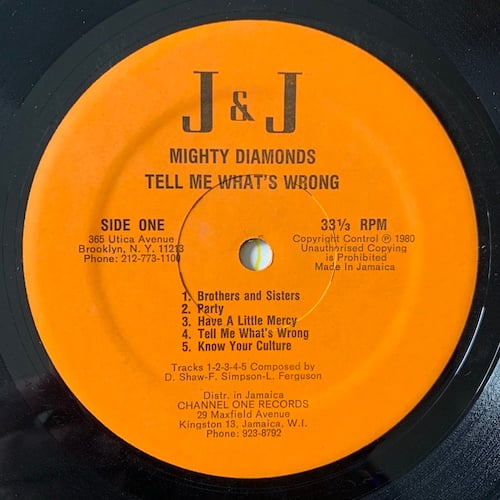 J & J
MIGHTY DIAMONDS
TELL ME WHAT'S WRONG
SIDE ONE
365 Utica Avenue
Brooklyn, N. Y. 11213
Phone: 212-773-1100
33⅓ RPM
Copyright Control ℗ 1980
Unauthorised Copying
is Prohibited
Made In Jamaica
1. Brothers and Sisters
2. Party
3. Have A Little Mercy
4. Tell Me What's Wrong
5. Know Your Culture
Tracks 1-2-3-4-5 Composed by
D. Shaw-F. Simpson-L. Ferguson
Distr. in Jamaica
CHANNEL ONE RECORDS
29 Maxfield Avenue
Kingston 13, Jamaica, W.I.
Phone: 923-8792